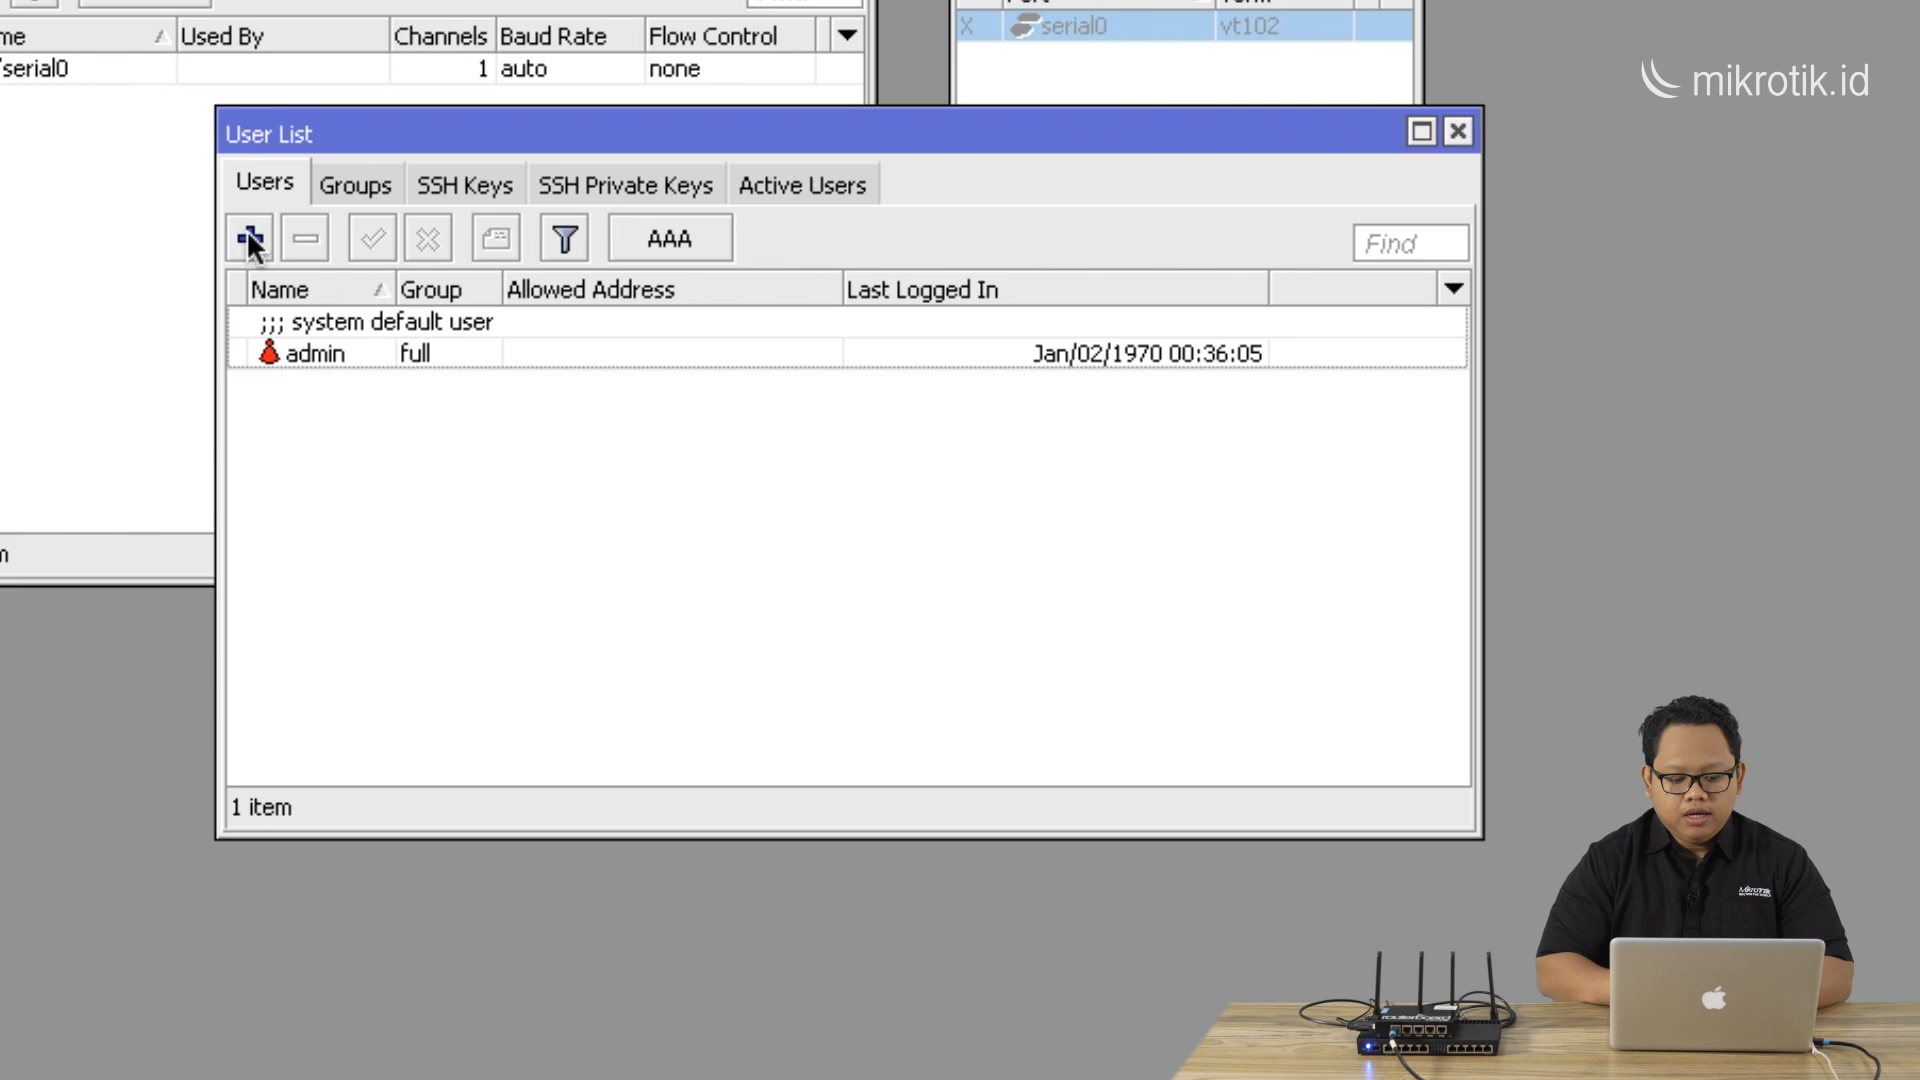 Used By
Channels
Baud Rate
Flow Control
serial0
1
auto
none
X
serial0
vt102
mikrotik.id
User List
Users
Groups
SSH Keys
SSH Private Keys
Active Users
AAA
Find
Name
Group
Allowed Address
Last Logged In
;;; system default user
admin
full
Jan/02/1970 00:36:05
1 item
MikroTik
routerboard